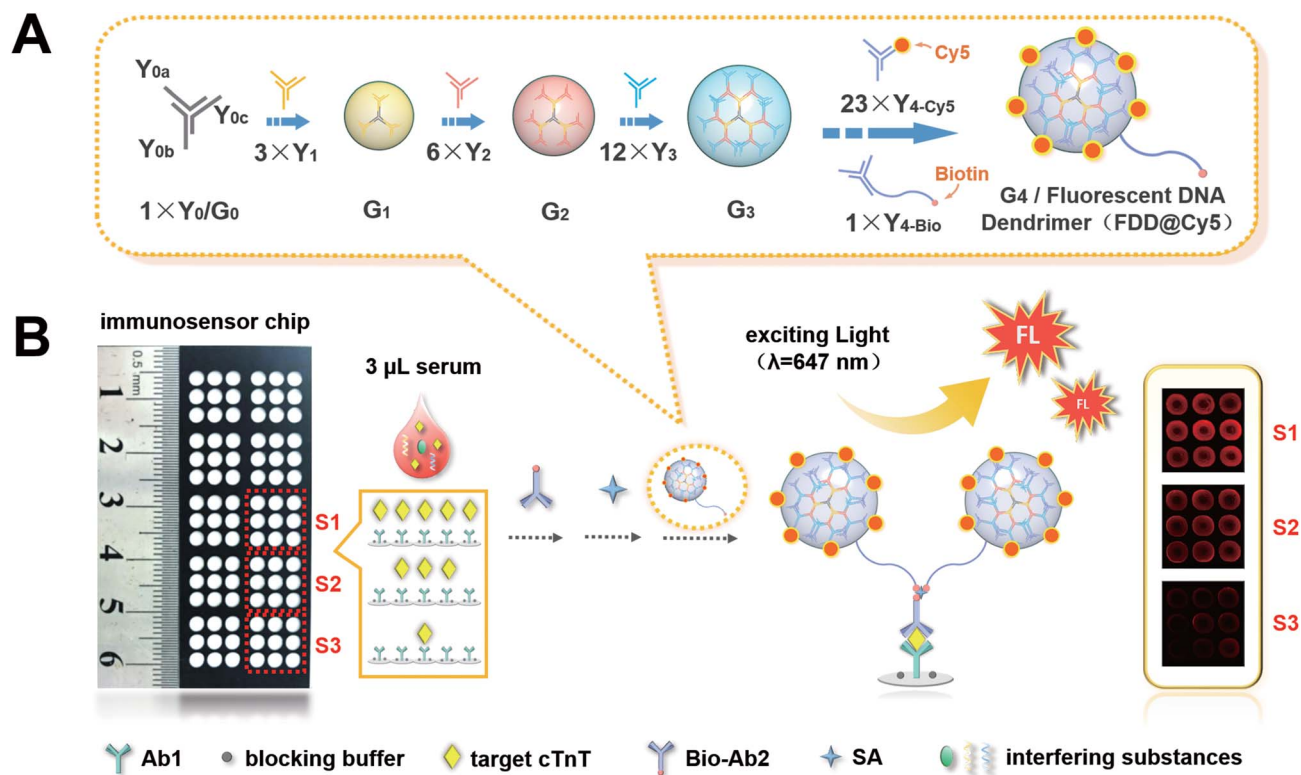 A
Y0a
Y0c
Y0b
1×Y0/G0
3×Y1
G1
6×Y2
G2
12×Y3
G3
Cy5
23×Y4-Cy5
Biotin
1×Y4-Bio
G4 / Fluorescent DNA
Dendrimer（FDD@Cy5）
B
immunosensor chip
0.5 mm
1
2
3
4
5
6
S1
S2
S3
3 μL serum
exciting Light
（λ=647 nm）
FL
FL
S1
S2
S3
Ab1
blocking buffer
target cTnT
Bio-Ab2
SA
interfering substances